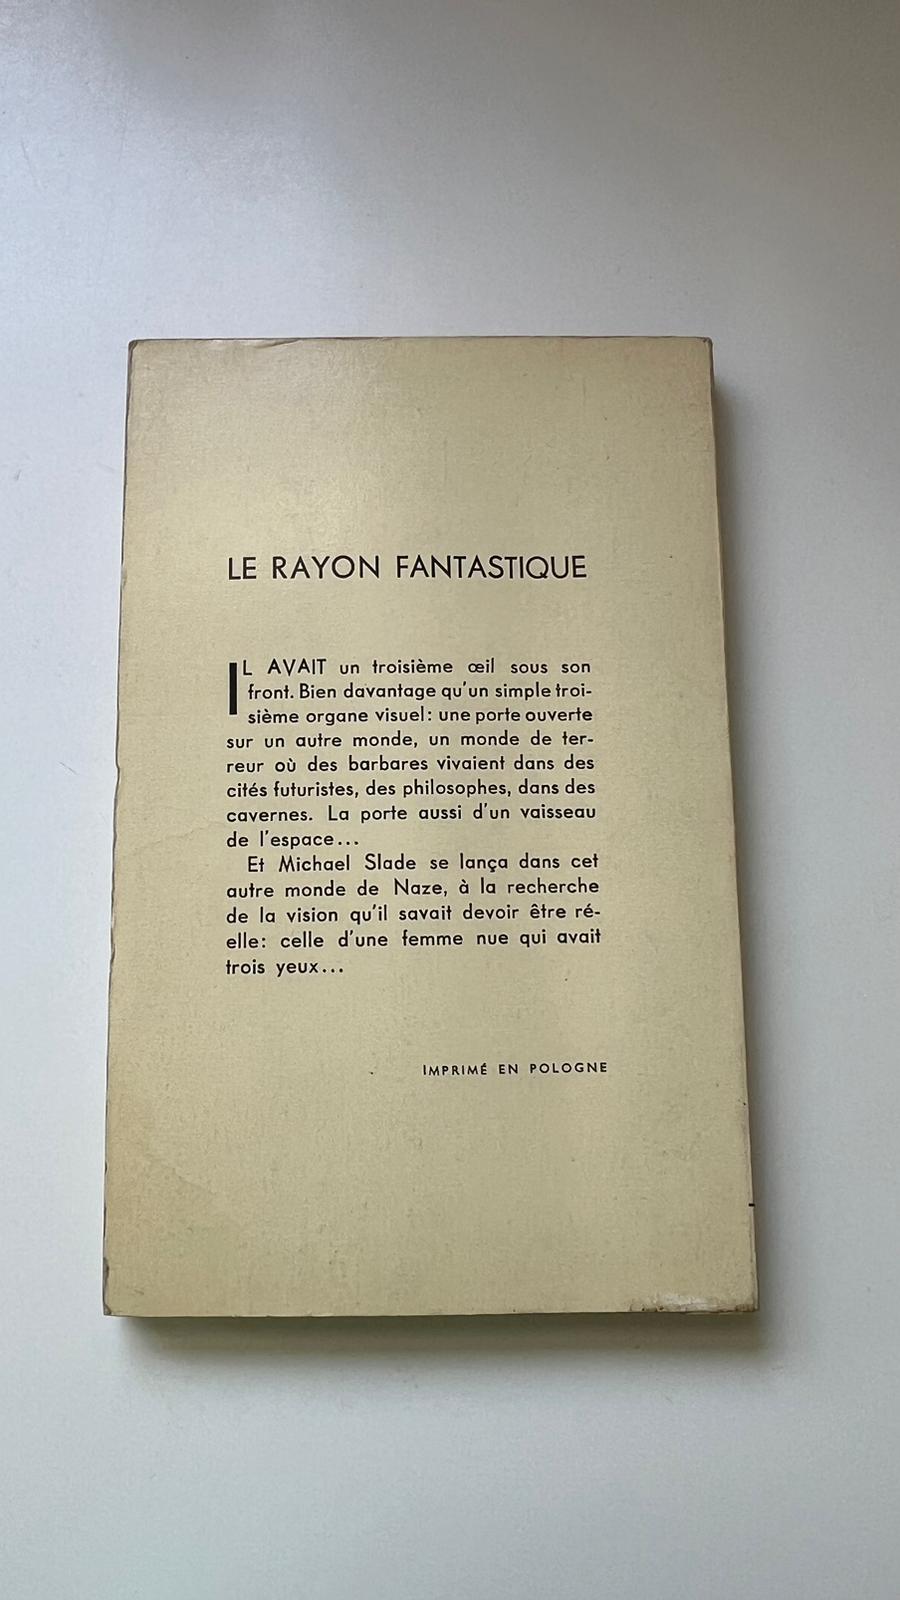 LE RAYON FANTASTIQUE
IL AVAIT un troisième œil sous son
front. Bien davantage qu'un simple troi-
sième organe visuel: une porte ouverte
sur un autre monde, un monde de ter-
reur où des barbares vivaient dans des
cités futuristes, des philosophes, dans des
cavernes. La porte aussi d'un vaisseau
de l'espace...
Et Michael Slade se lança dans cet
autre monde de Naze, à la recherche
de la vision qu'il savait devoir être ré-
elle: celle d'une femme nue qui avait
trois yeux...
IMPRIMÉ EN POLOGNE